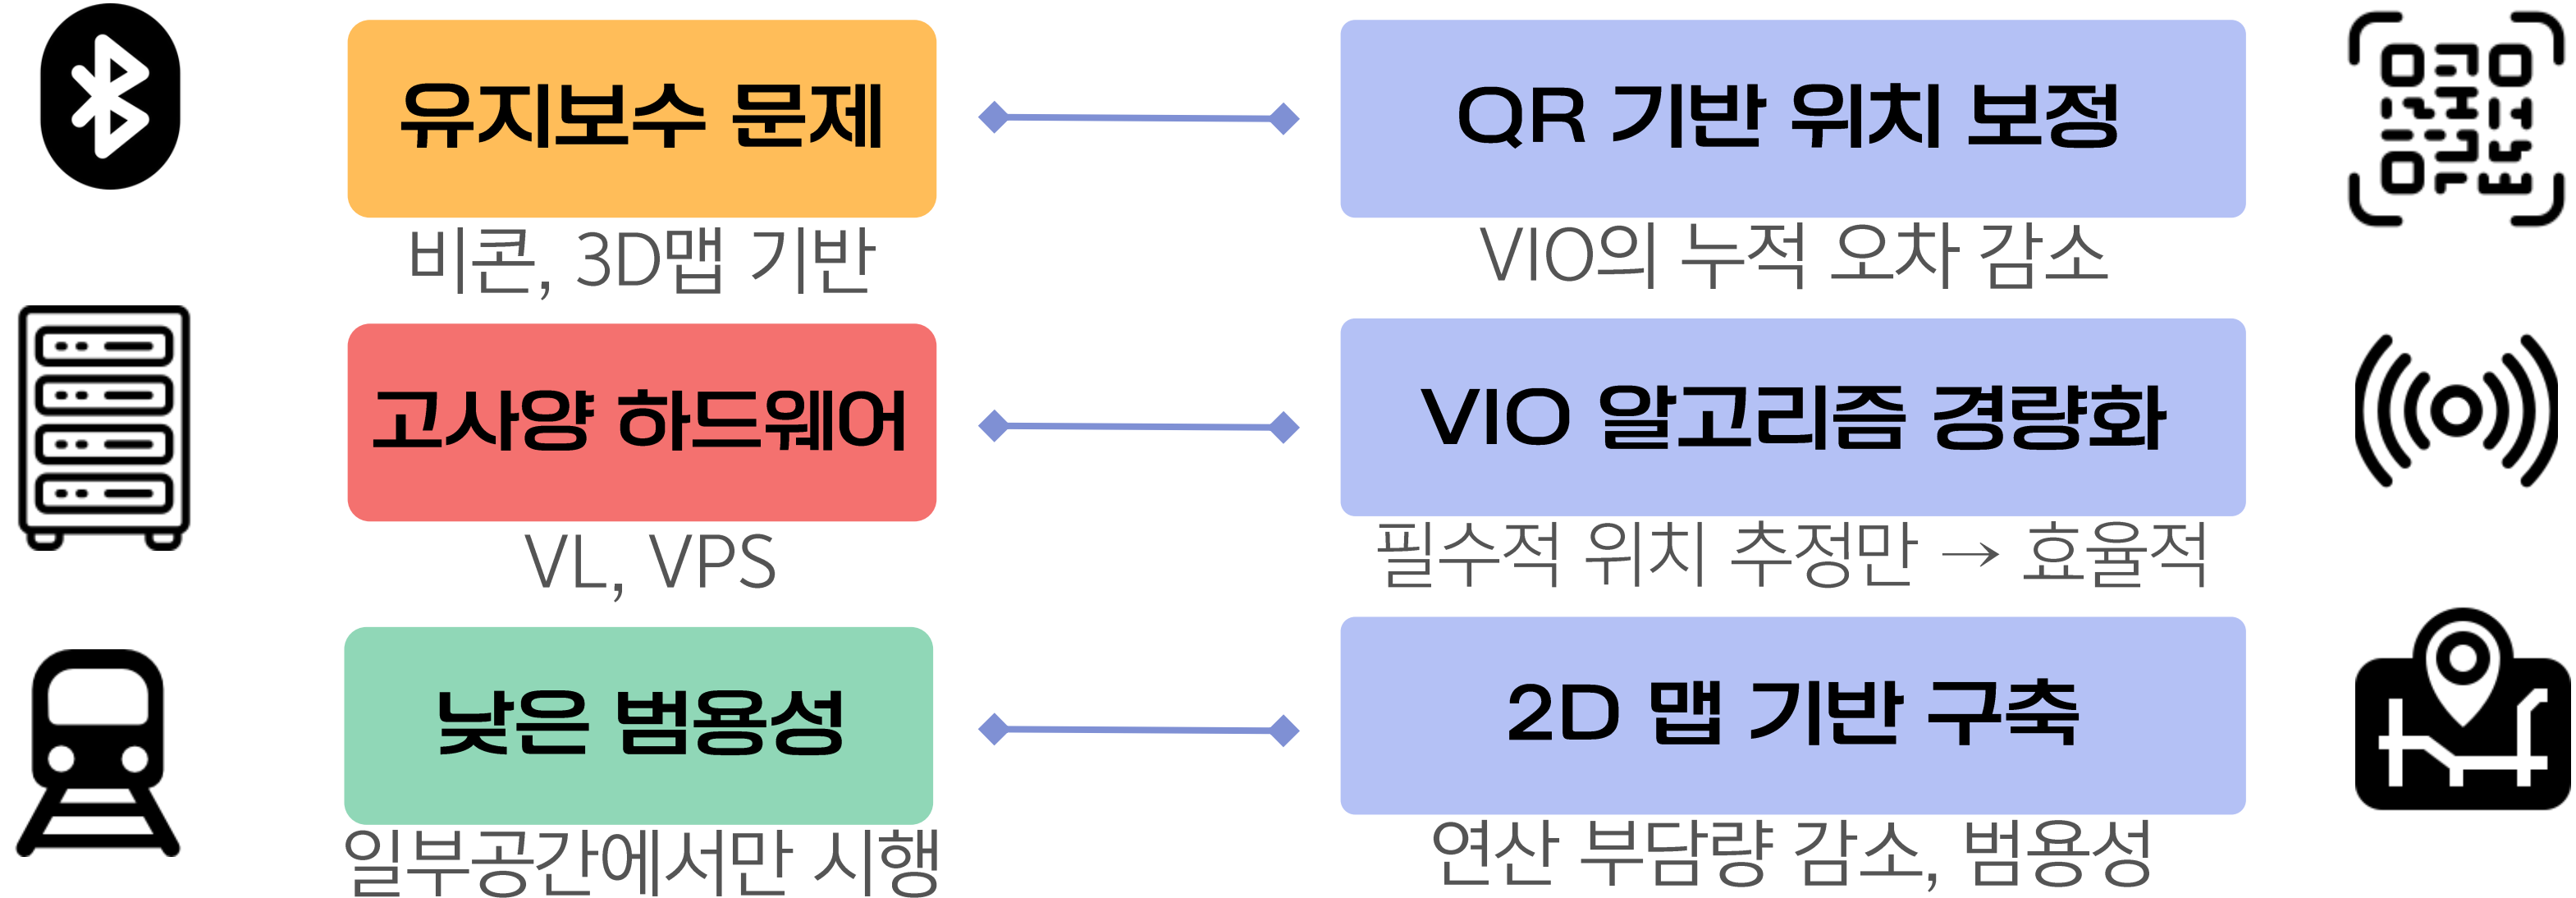 유지보수 문제
QR 기반 위치 보정
비콘, 3D맵 기반
VIO의 누적 오차 감소
고사양 하드웨어
VIO 알고리즘 경량화
VL, VPS
필수적 위치 추정만 → 효율적
낮은 범용성
2D 맵 기반 구축
일부공간에서만 시행
연산 부담량 감소, 범용성